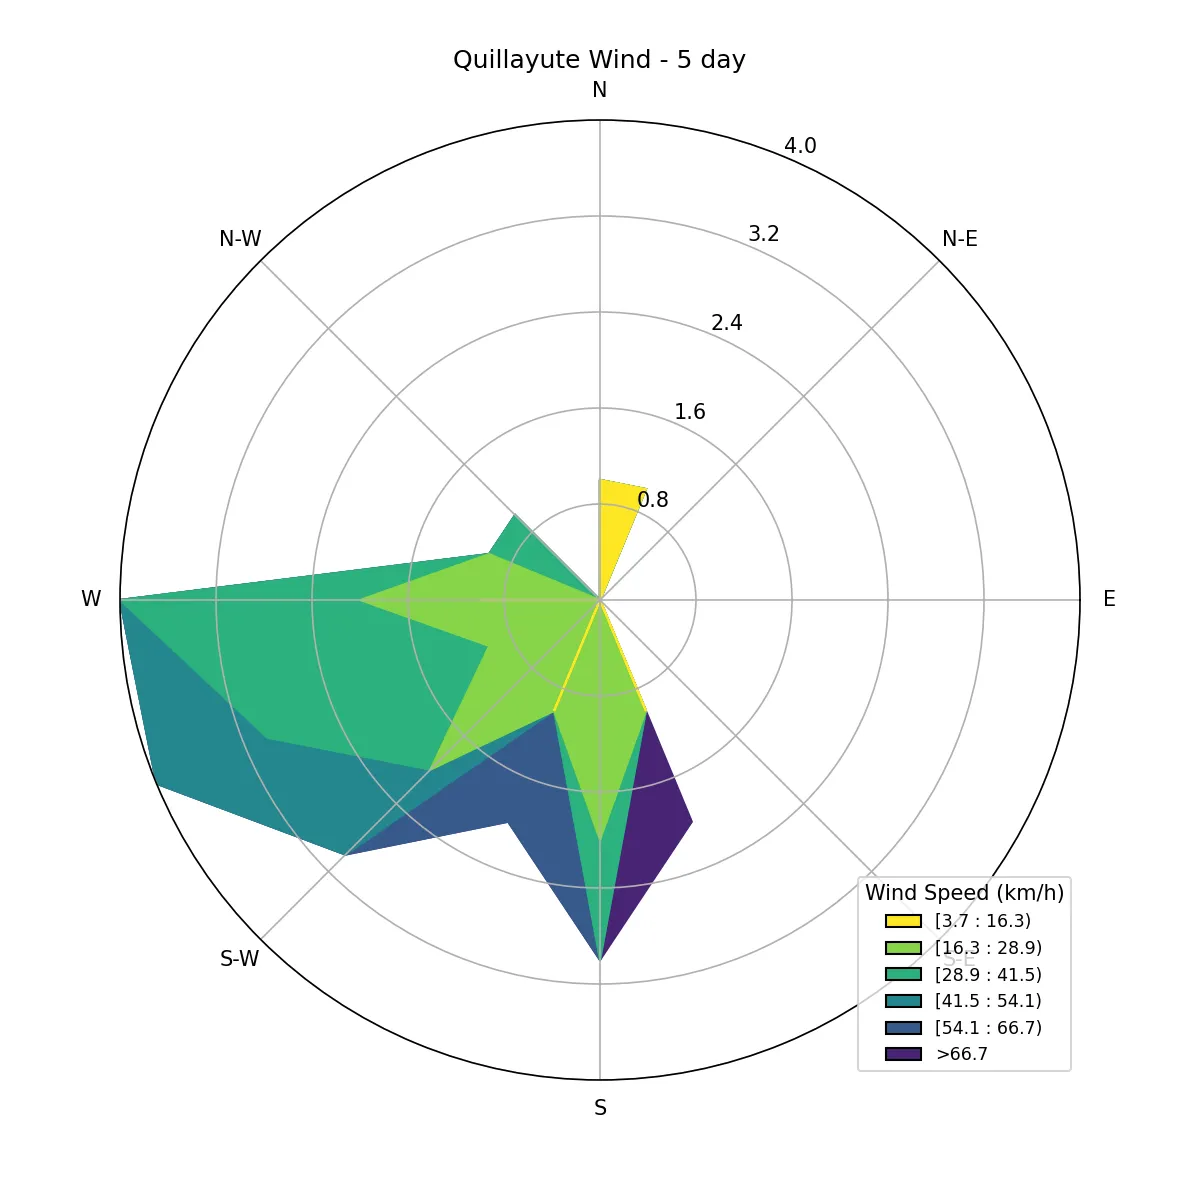 Quillayute Wind - 5 day
N
4.0
N-W
3.2
N-E
2.4
1.6
0.8
W
E
Wind Speed (km/h)
[3.7 : 16.3)
[16.3 : 28.9)
S-W
S-E
[28.9 : 41.5)
[41.5 : 54.1)
[54.1 : 66.7)
>66.7
S